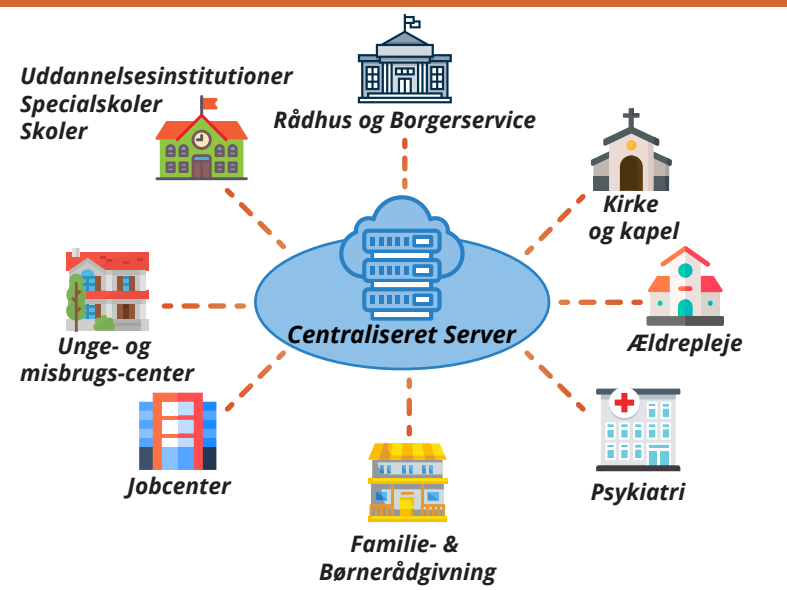 Uddannelsesinstitutioner
Specialskoler
Skoler
Rådhus og Borgerservice
Kirke
og kapel
Centraliseret Server
Ældrepleje
Unge- og
misbrugs-center
Jobcenter
Psykiatri
Familie- &
Børnerådgivning